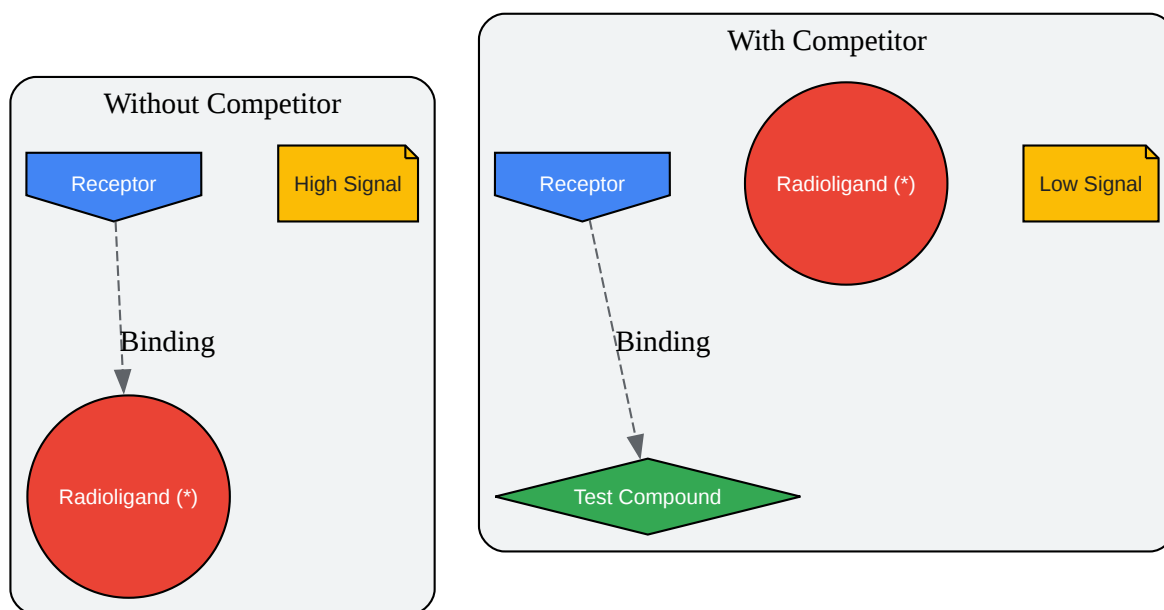 Without Competitor
Receptor
High Signal
Binding
Radioligand (*)
With Competitor
Receptor
Radioligand (*)
Low Signal
Binding
Test Compound